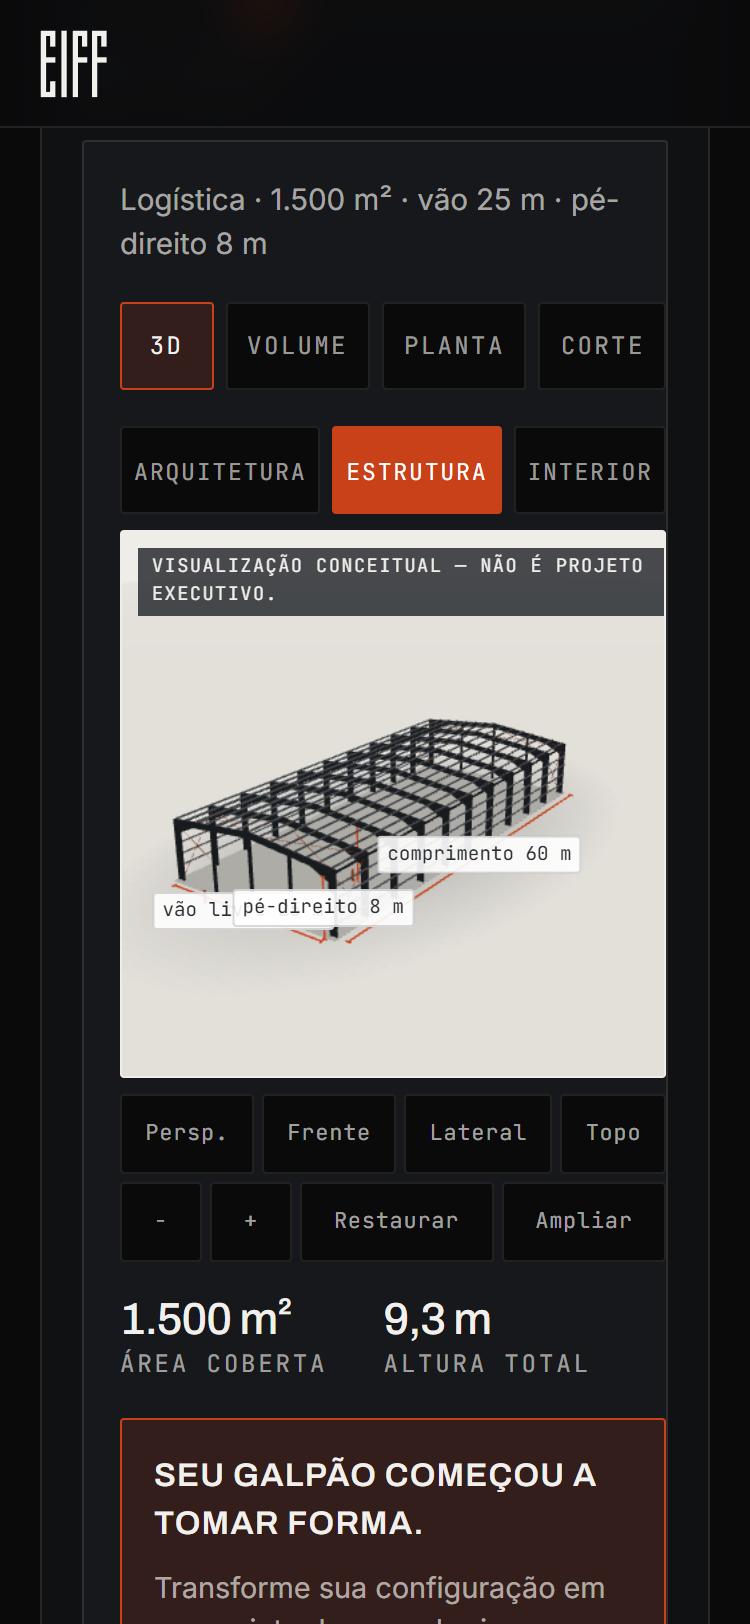 EIFF
Logística · 1.500 m² · vão 25 m · pé-
direito 8 m
3D VOLUME PLANTA CORTE
ARQUITETURA ESTRUTURA INTERIOR
VISUALIZAÇÃO CONCEITUAL — NÃO É PROJETO
EXECUTIVO.
comprimento 60 m
vão
pé-direito 8 m
Persp. Frente Lateral Topo
- + Restaurar Ampliar
1.500 m² 9,3 m
ÁREA COBERTA ALTURA TOTAL
SEU GALPÃO COMEÇOU A
TOMAR FORMA.
Transforme sua configuração em